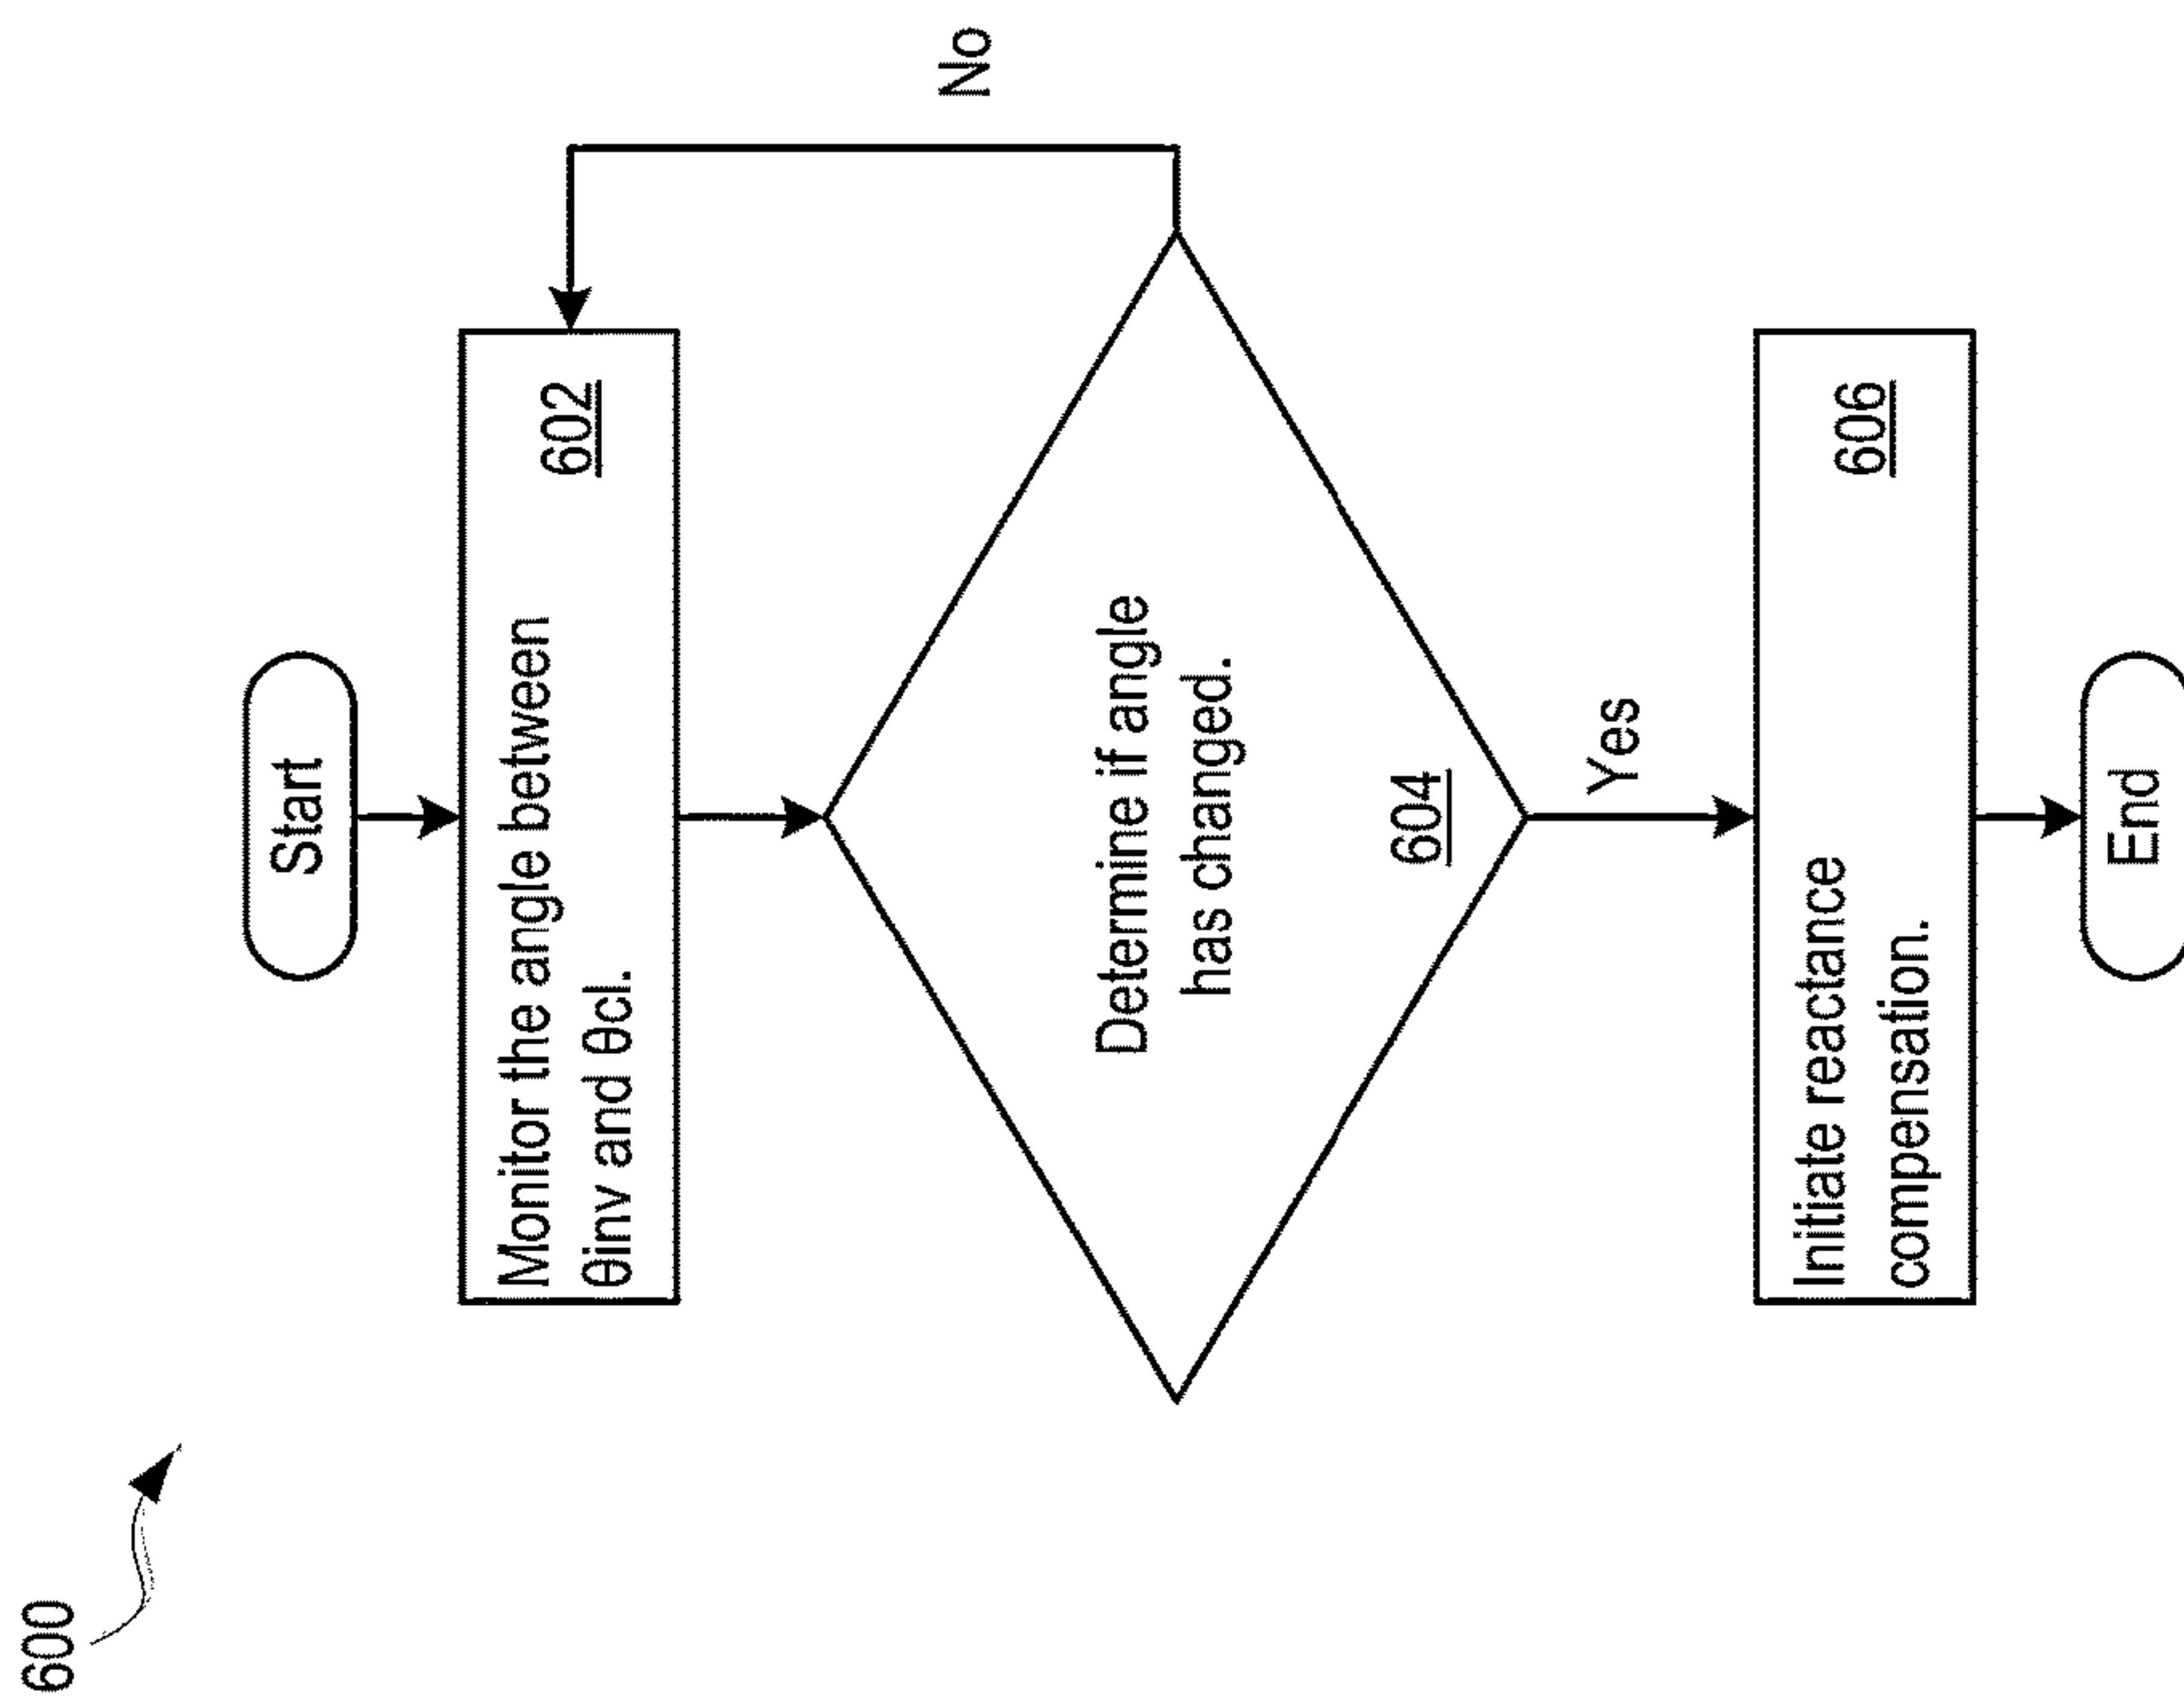 600
Start
Monitor the angle between
θinv and θcl.
602
No
Determine if angle
has changed.
604
Yes
Initiate reactance
compensation.
606
End